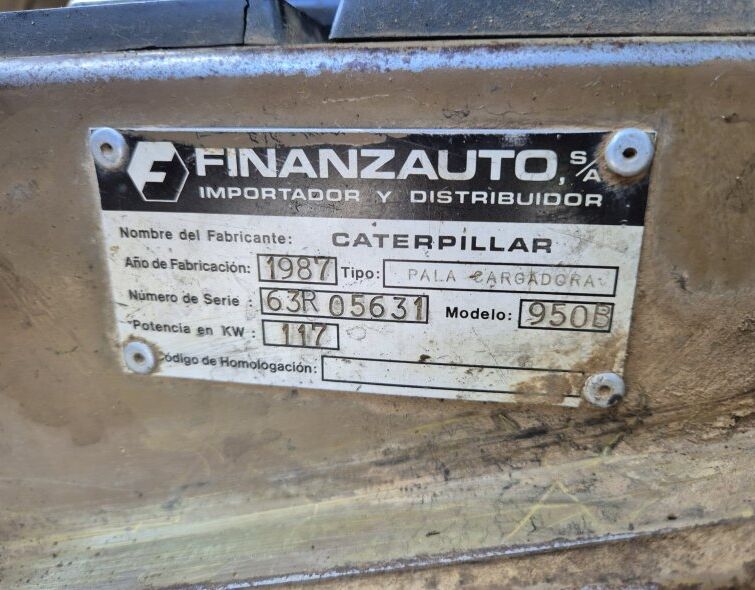 FINANZAUTO, S/A
IMPORTADOR Y DISTRIBUIDOR
Nombre del Fabricante: CATERPILLAR
Año de Fabricación: 1987 Tipo: PALA CARGADORA
Número de Serie : 63R 05631 Modelo: 950B
Potencia en KW : 117
Código de Homologación: